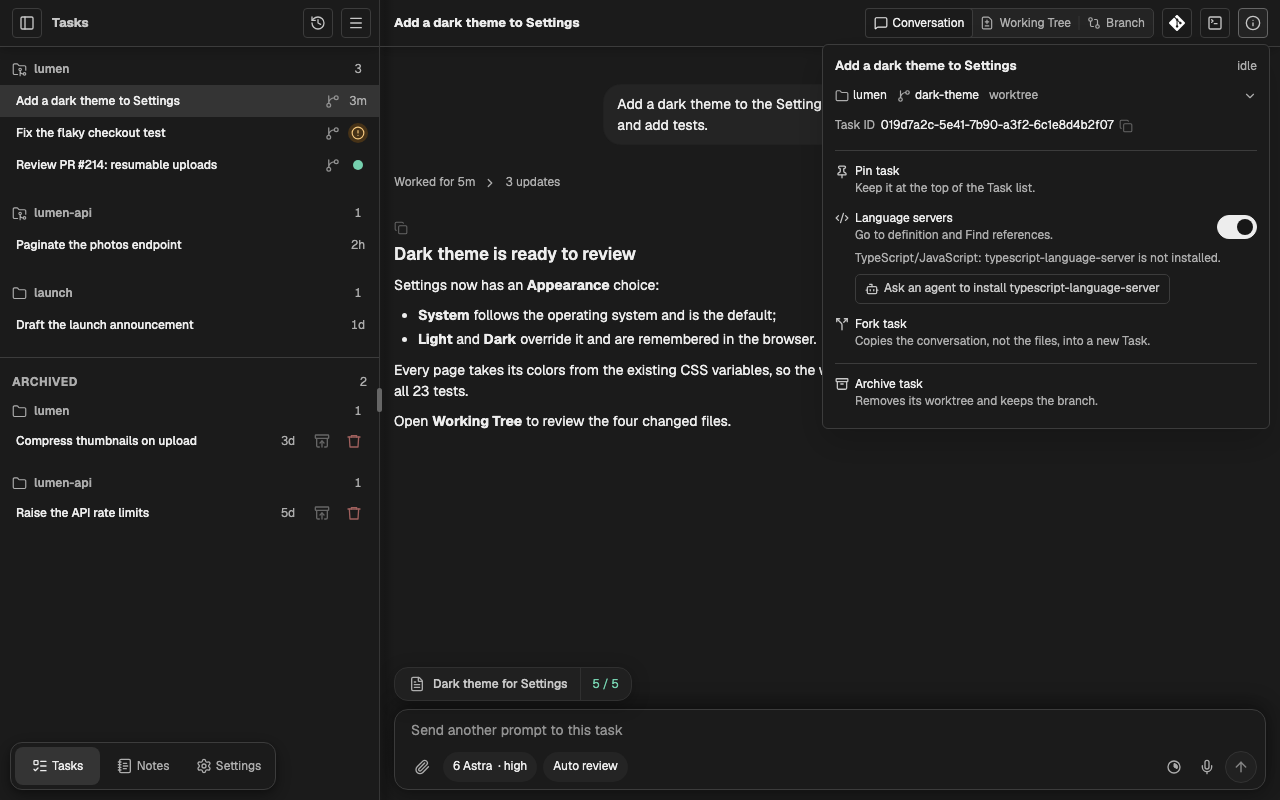 Tasks
lumen 3
Add a dark theme to Settings 3m
Fix the flaky checkout test
Review PR #214: resumable uploads
lumen-api 1
Paginate the photos endpoint 2h
launch 1
Draft the launch announcement 1d
ARCHIVED 2
lumen 1
Compress thumbnails on upload 3d
lumen-api 1
Raise the API rate limits 5d
Tasks Notes Settings
Add a dark theme to Settings Conversation Working Tree Branch
Add a dark theme to the Setting
and add tests.
Worked for 5m 3 updates
Dark theme is ready to review
Settings now has an Appearance choice:
• System follows the operating system and is the default;
• Light and Dark override it and are remembered in the browser.
Every page takes its colors from the existing CSS variables, so the
all 23 tests.
Open Working Tree to review the four changed files.
Dark theme for Settings 5 / 5
Send another prompt to this task
6 Astra · high Auto review
Add a dark theme to Settings idle
lumen dark-theme worktree
Task ID 019d7a2c-5e41-7b90-a3f2-6c1e8d4b2f07
Pin task
Keep it at the top of the Task list.
Language servers
Go to definition and Find references.
TypeScript/JavaScript: typescript-language-server is not installed.
Ask an agent to install typescript-language-server
Fork task
Copies the conversation, not the files, into a new Task.
Archive task
Removes its worktree and keeps the branch.